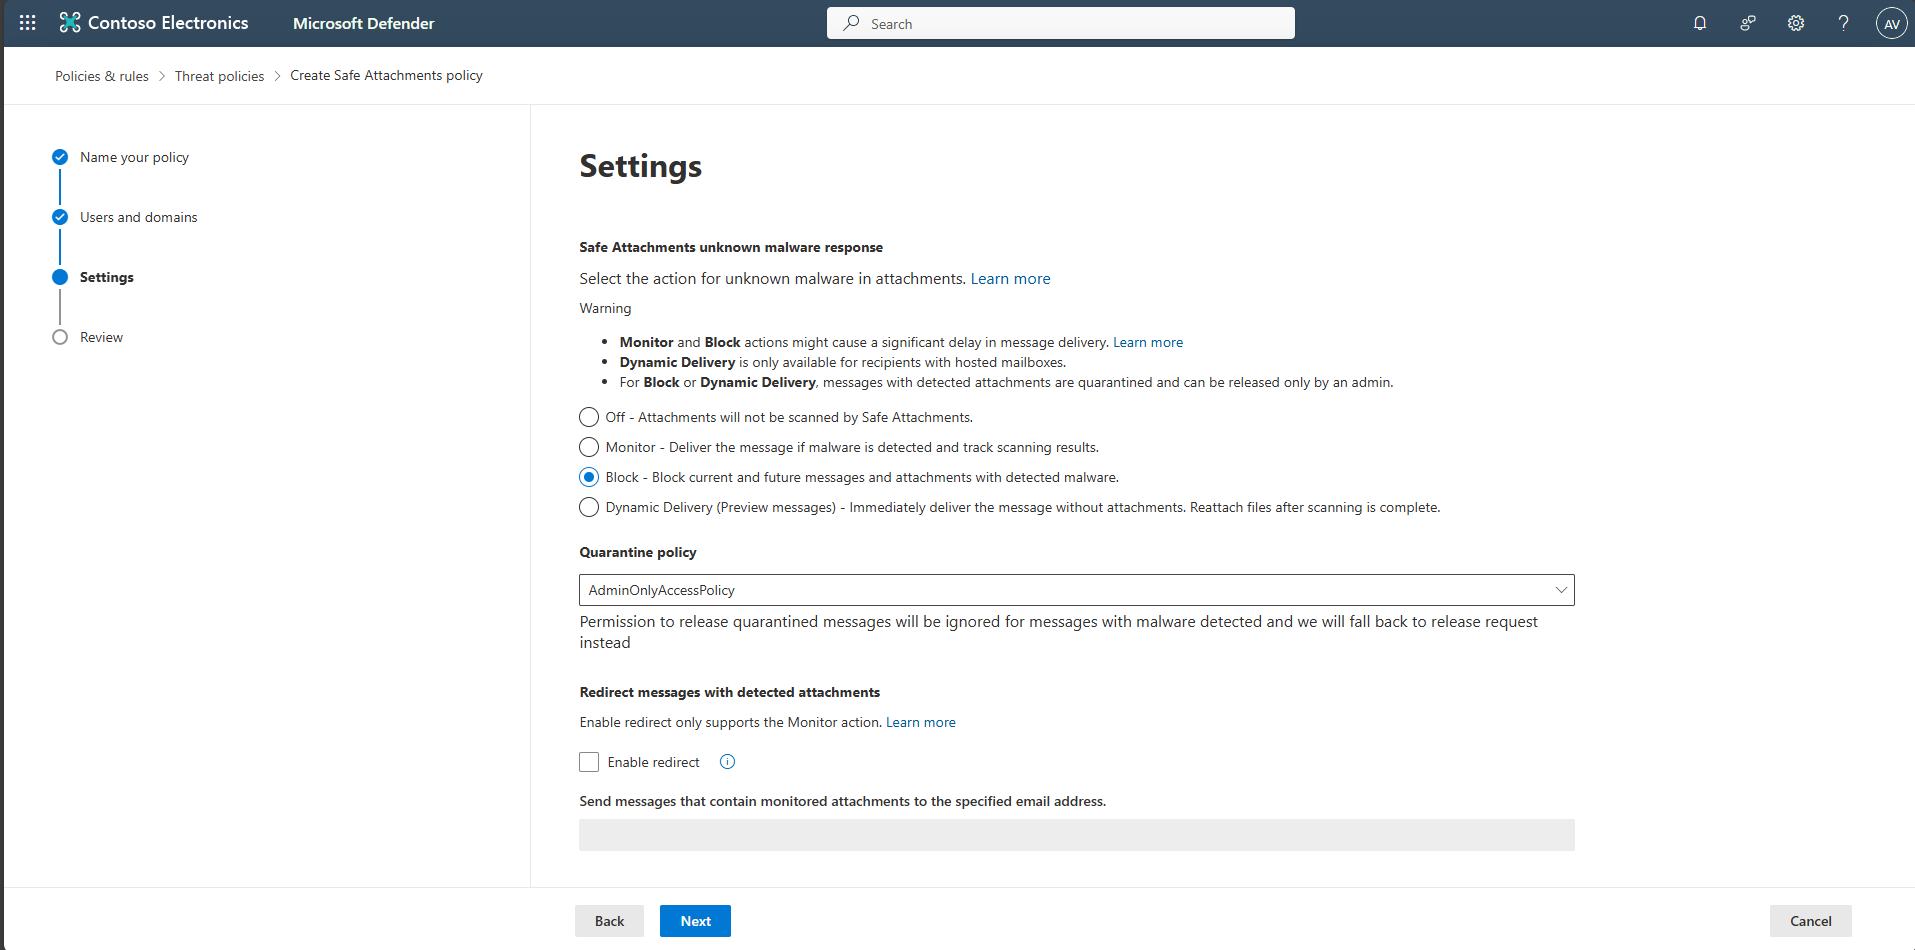 Contoso Electronics
Microsoft Defender
Search
AV
Policies & rules > Threat policies > Create Safe Attachments policy
Name your policy
Users and domains
Settings
Review
Settings
Safe Attachments unknown malware response
Select the action for unknown malware in attachments. Learn more
Warning
• Monitor and Block actions might cause a significant delay in message delivery. Learn more
• Dynamic Delivery is only available for recipients with hosted mailboxes.
• For Block or Dynamic Delivery, messages with detected attachments are quarantined and can be released only by an admin.
Off - Attachments will not be scanned by Safe Attachments.
Monitor - Deliver the message if malware is detected and track scanning results.
Block - Block current and future messages and attachments with detected malware.
Dynamic Delivery (Preview messages) - Immediately deliver the message without attachments. Reattach files after scanning is complete.
Quarantine policy
AdminOnlyAccessPolicy
Permission to release quarantined messages will be ignored for messages with malware detected and we will fall back to release request
instead
Redirect messages with detected attachments
Enable redirect only supports the Monitor action. Learn more
Enable redirect
Send messages that contain monitored attachments to the specified email address.
Back
Next
Cancel